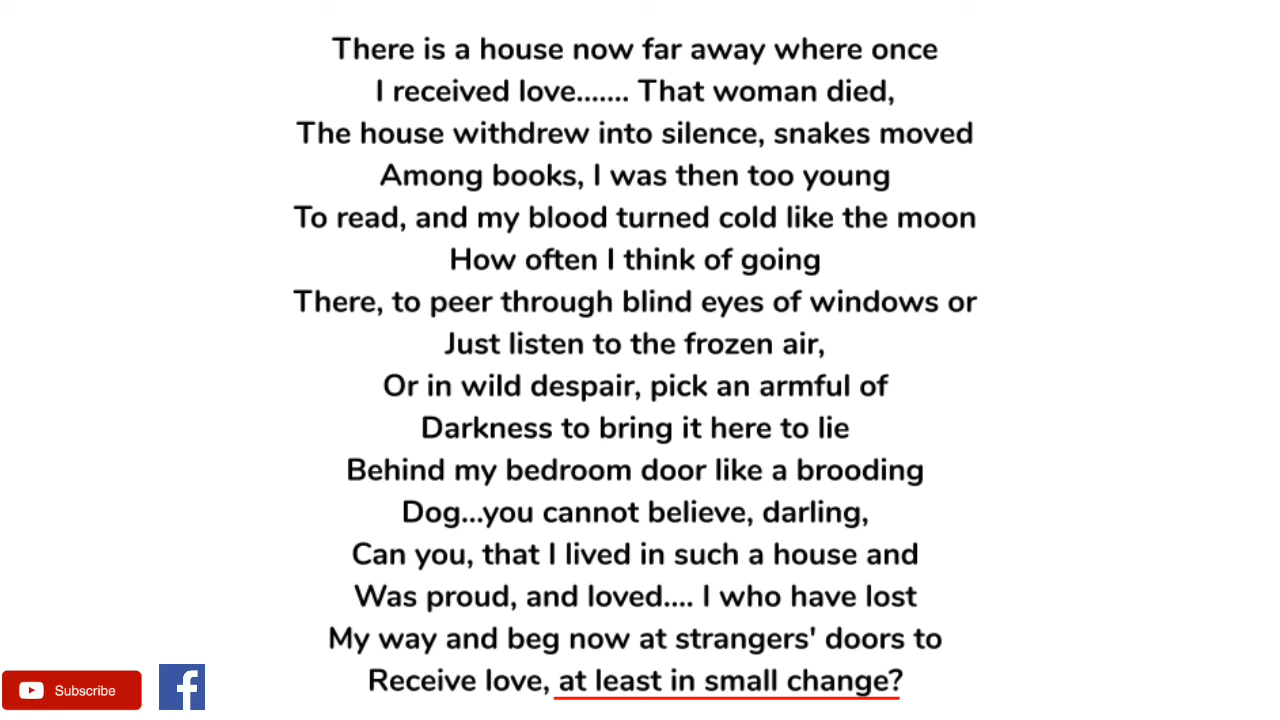 There is a house now far away where once
I received love....... That woman died,
The house withdrew into silence, snakes moved
Among books, I was then too young
To read, and my blood turned cold like the moon
How often I think of going
There, to peer through blind eyes of windows or
Just listen to the frozen air,
Or in wild despair, pick an armful of
Darkness to bring it here to lie
Behind my bedroom door like a brooding
Dog...you cannot believe, darling,
Can you, that I lived in such a house and
Was proud, and loved.... I who have lost
My way and beg now at strangers' doors to
Receive love, at least in small change?
Subscribe
f